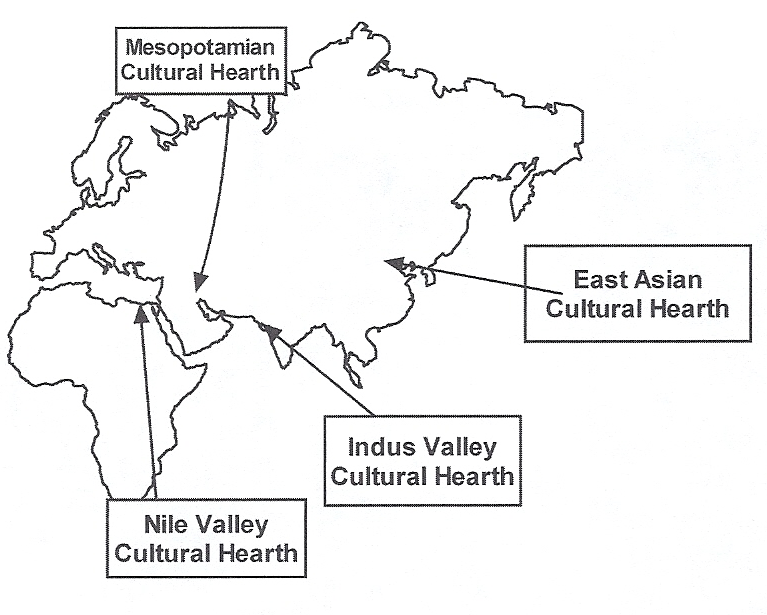 Mesopotamian
Cultural Hearth
East Asian
Cultural Hearth
Indus Valley
Cultural Hearth
Nile Valley
Cultural Hearth